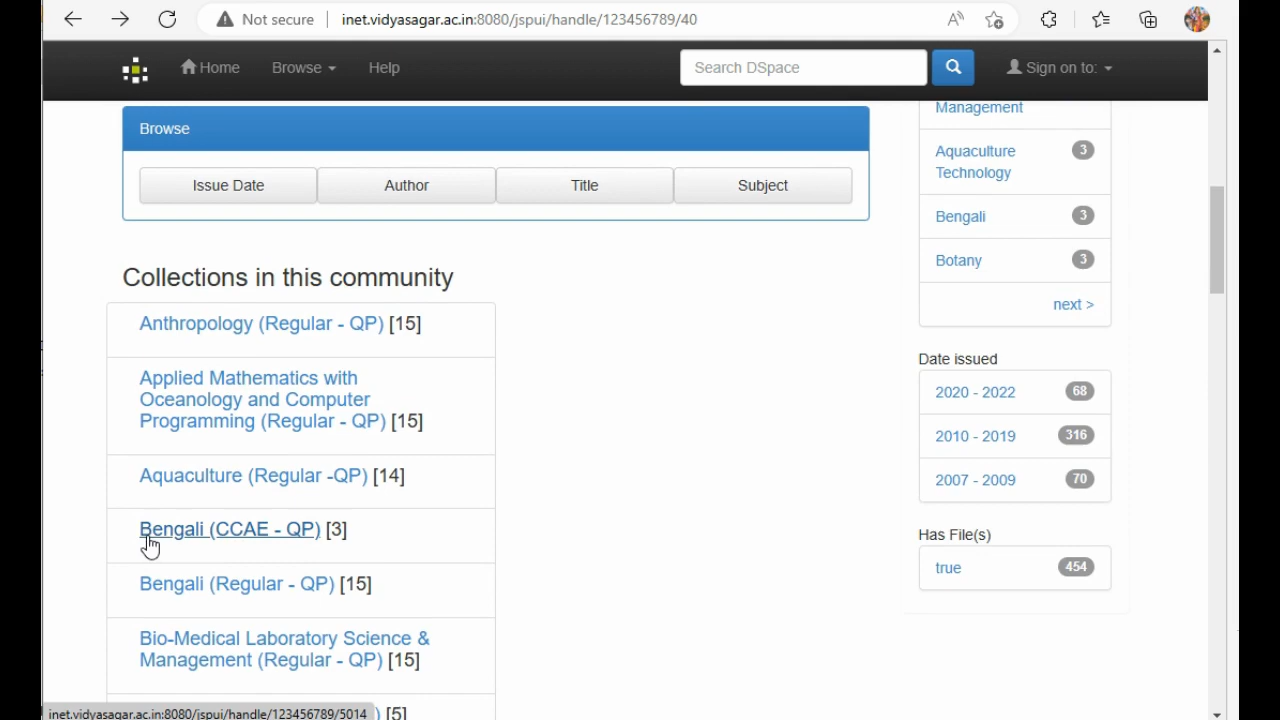 Not secure
inet.vidyasagar.ac.in:8080/jspui/handle/123456789/40
Home
Browse
Help
Search DSpace
Sign on to:
Browse
Issue Date
Author
Title
Subject
Collections in this community
Anthropology (Regular - QP) [15]
Applied Mathematics with
Oceanology and Computer
Programming (Regular - QP) [15]
Aquaculture (Regular -QP) [14]
Bengali (CCAE - QP) [3]
Bengali (Regular - QP) [15]
Bio-Medical Laboratory Science &
Management (Regular - QP) [15]
) [5]
Management
Aquaculture 3
Technology
Bengali 3
Botany 3
next >
Date issued
2020 - 2022 68
2010 - 2019 316
2007 - 2009 70
Has File(s)
true 454
inet.vidyasagar.ac.in:8080/jspui/handle/123456789/5014